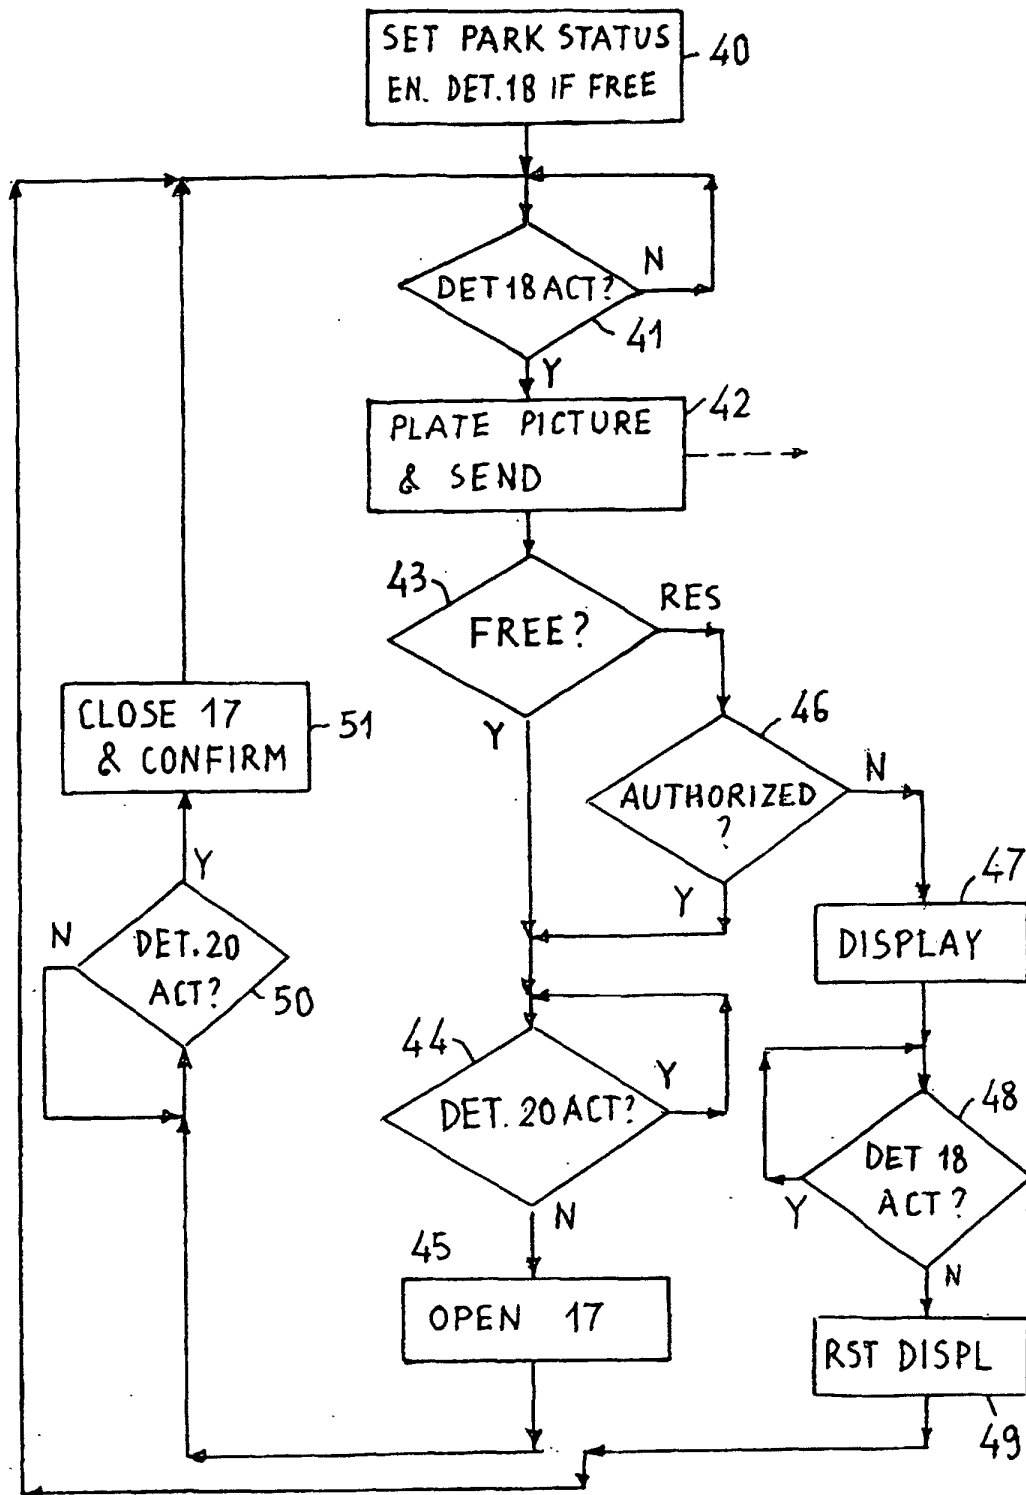 SET PARK STATUS
EN. DET.18 IF FREE
40
DET 18 ACT?
N
41
Y
PLATE PICTURE
& SEND
42
43
FREE?
RES
Y
46
AUTHORIZED
?
N
Y
CLOSE 17
& CONFIRM
51
Y
N
DET.20
ACT?
50
47
DISPLAY
44
DET. 20 ACT?
Y
N
48
DET 18
ACT?
Y
N
45
OPEN 17
RST DISPL
49